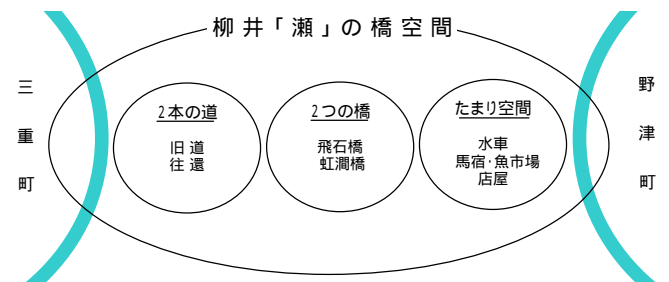 柳井「瀬」の橋空間
三重町
2本の道
旧道
往還
2つの橋
飛石橋
虹澗橋
たまり空間
水車
馬宿・魚市場
店屋
野津町